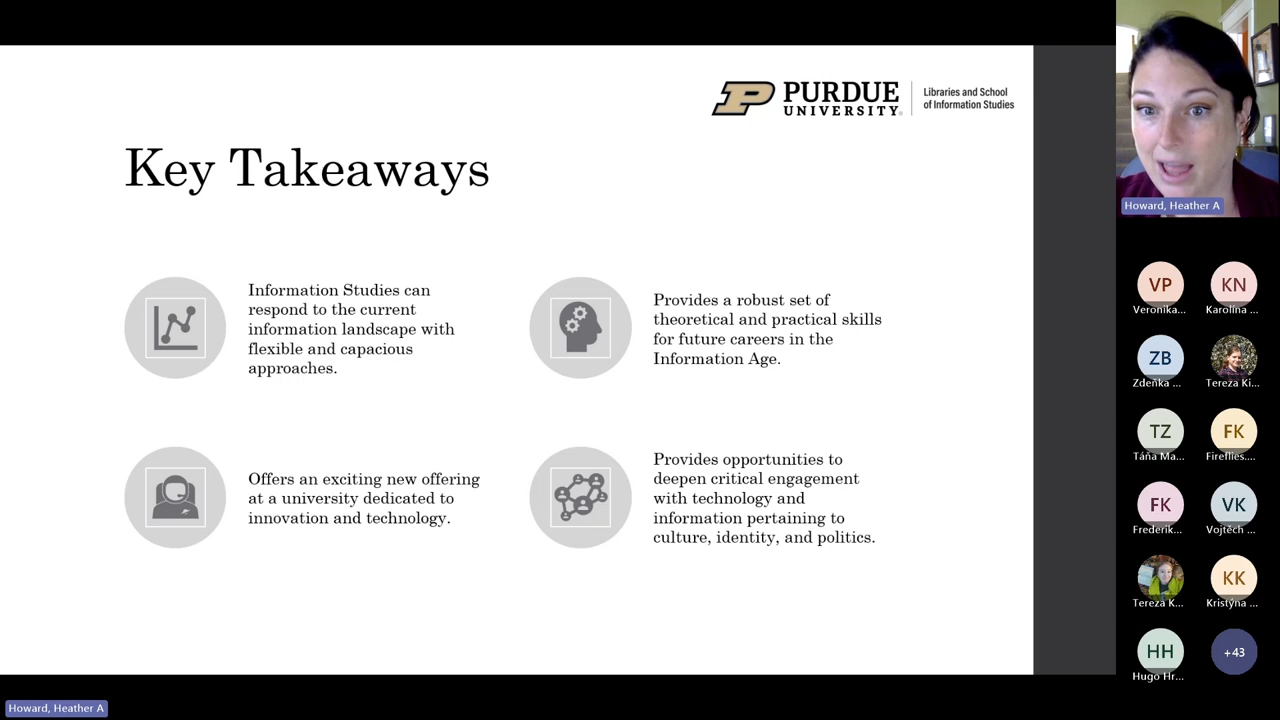 PURDUE
UNIVERSITY®
Libraries and School
of Information Studies
Key Takeaways
Information Studies can
respond to the current
information landscape with
flexible and capacious
approaches.
Provides a robust set of
theoretical and practical skills
for future careers in the
Information Age.
Offers an exciting new offering
at a university dedicated to
innovation and technology.
Provides opportunities to
deepen critical engagement
with technology and
information pertaining to
culture, identity, and politics.
Howard, Heather A
VP
Veronika...
KN
Karolína ...
ZB
Zdeňka ...
Tereza Ki...
TZ
Táňa Ma...
FK
Fireflies....
FK
Frederik...
VK
Vojtěch ...
Tereza K...
KK
Kristýna ...
HH
Hugo Hr...
+43
Howard, Heather A